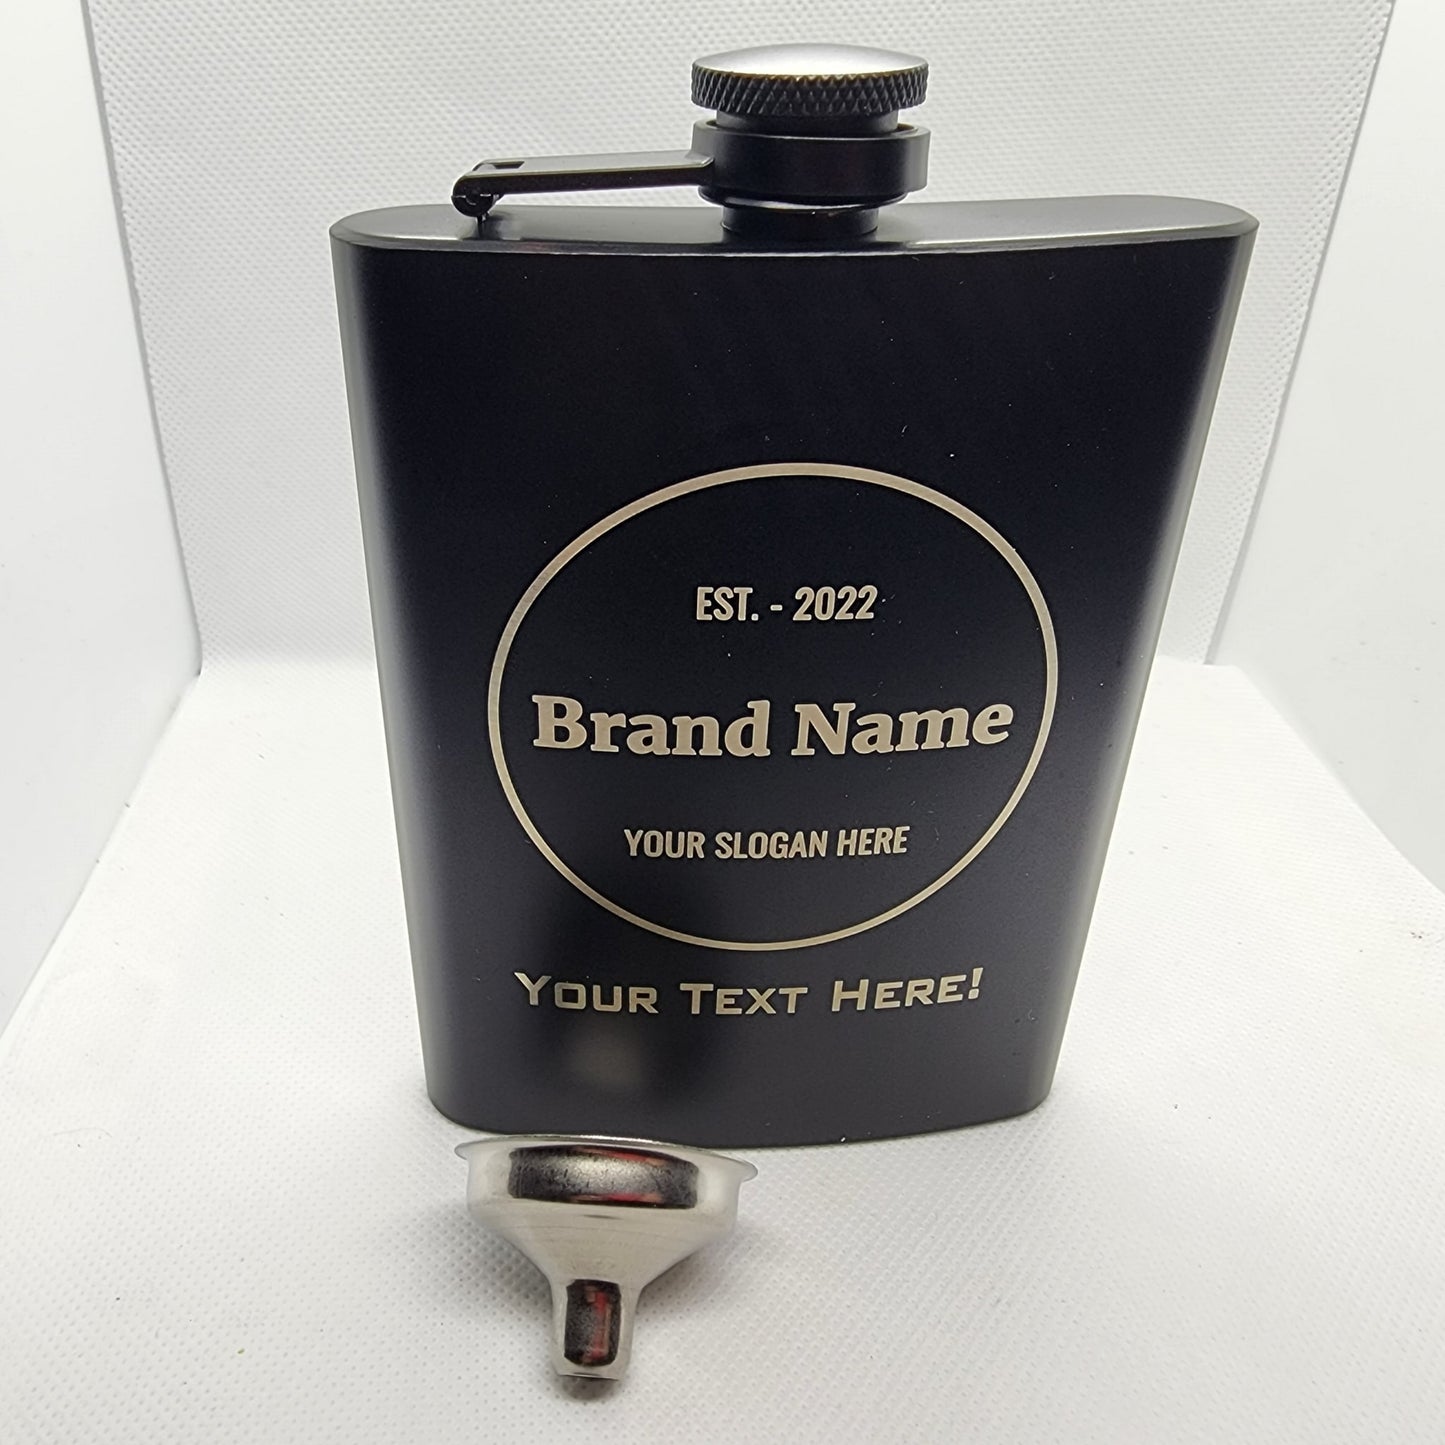 EST. - 2022
Brand Name
YOUR SLOGAN HERE
YOUR TEXT HERE!